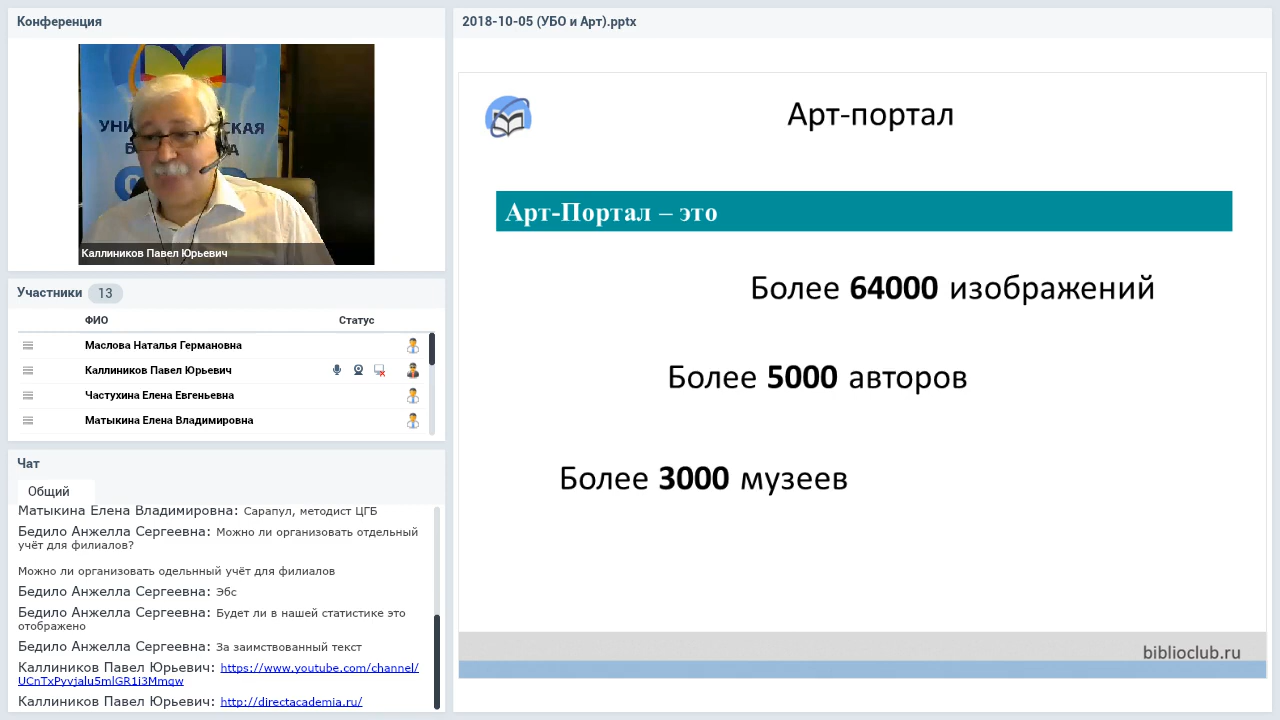 Конференция
УНИ
СКАЯ
Каллиников Павел Юрьевич
Участники 13
ФИО Статус
Маслова Наталья Германовна
Каллиников Павел Юрьевич
Частухина Елена Евгеньевна
Матыкина Елена Владимировна
Чат
Общий
Матыкина Елена Владимировна: Сарапул, методист ЦГБ
Бедило Анжелла Сергеевна: Можно ли организовать отдельный
учёт для филиалов?
Можно ли организовать одельнный учёт для филиалов
Бедило Анжелла Сергеевна: Эбс
Бедило Анжелла Сергеевна: Будет ли в нашей статистике это
отображено
Бедило Анжелла Сергеевна: За заимствованный текст
Каллиников Павел Юрьевич: https://www.youtube.com/channel/
UCnTxPyvjalu5mlGR1i3Mmqw
Каллиников Павел Юрьевич: http://directacademia.ru/
2018-10-05 (УБО и Арт).pptx
Арт-портал
Арт-Портал – это
Более 64000 изображений
Более 5000 авторов
Более 3000 музеев
biblioclub.ru